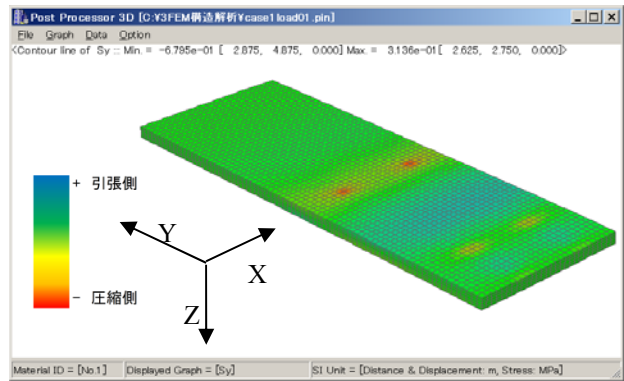 Post Processor 3D [C:¥3FEM構造解析¥case1load01.pin]
File Graph Data Option
<Contour line of Sy :: Min. = -6.795e-01 [ 2.875, 4.875, 0.000] Max. = 3.136e-01 [ 2.625, 2.750, 0.000]>
+ 引張側
Y
X
- 圧縮側
Z
Material ID = [No.1] Displayed Graph = [Sy] SI Unit = [Distance & Displacement: m, Stress: MPa]